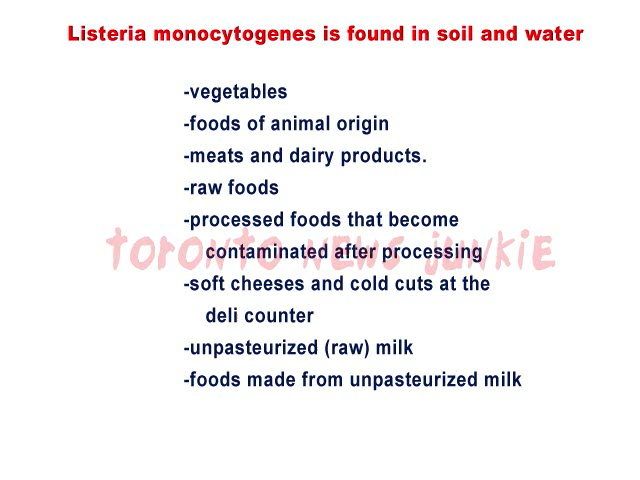 Listeria monocytogenes is found in soil and water
-vegetables
-foods of animal origin
-meats and dairy products.
-raw foods
-processed foods that become
TORONTO NEWS JUNKiE
contaminated after processing
-soft cheeses and cold cuts at the
deli counter
-unpasteurized (raw) milk
-foods made from unpasteurized milk